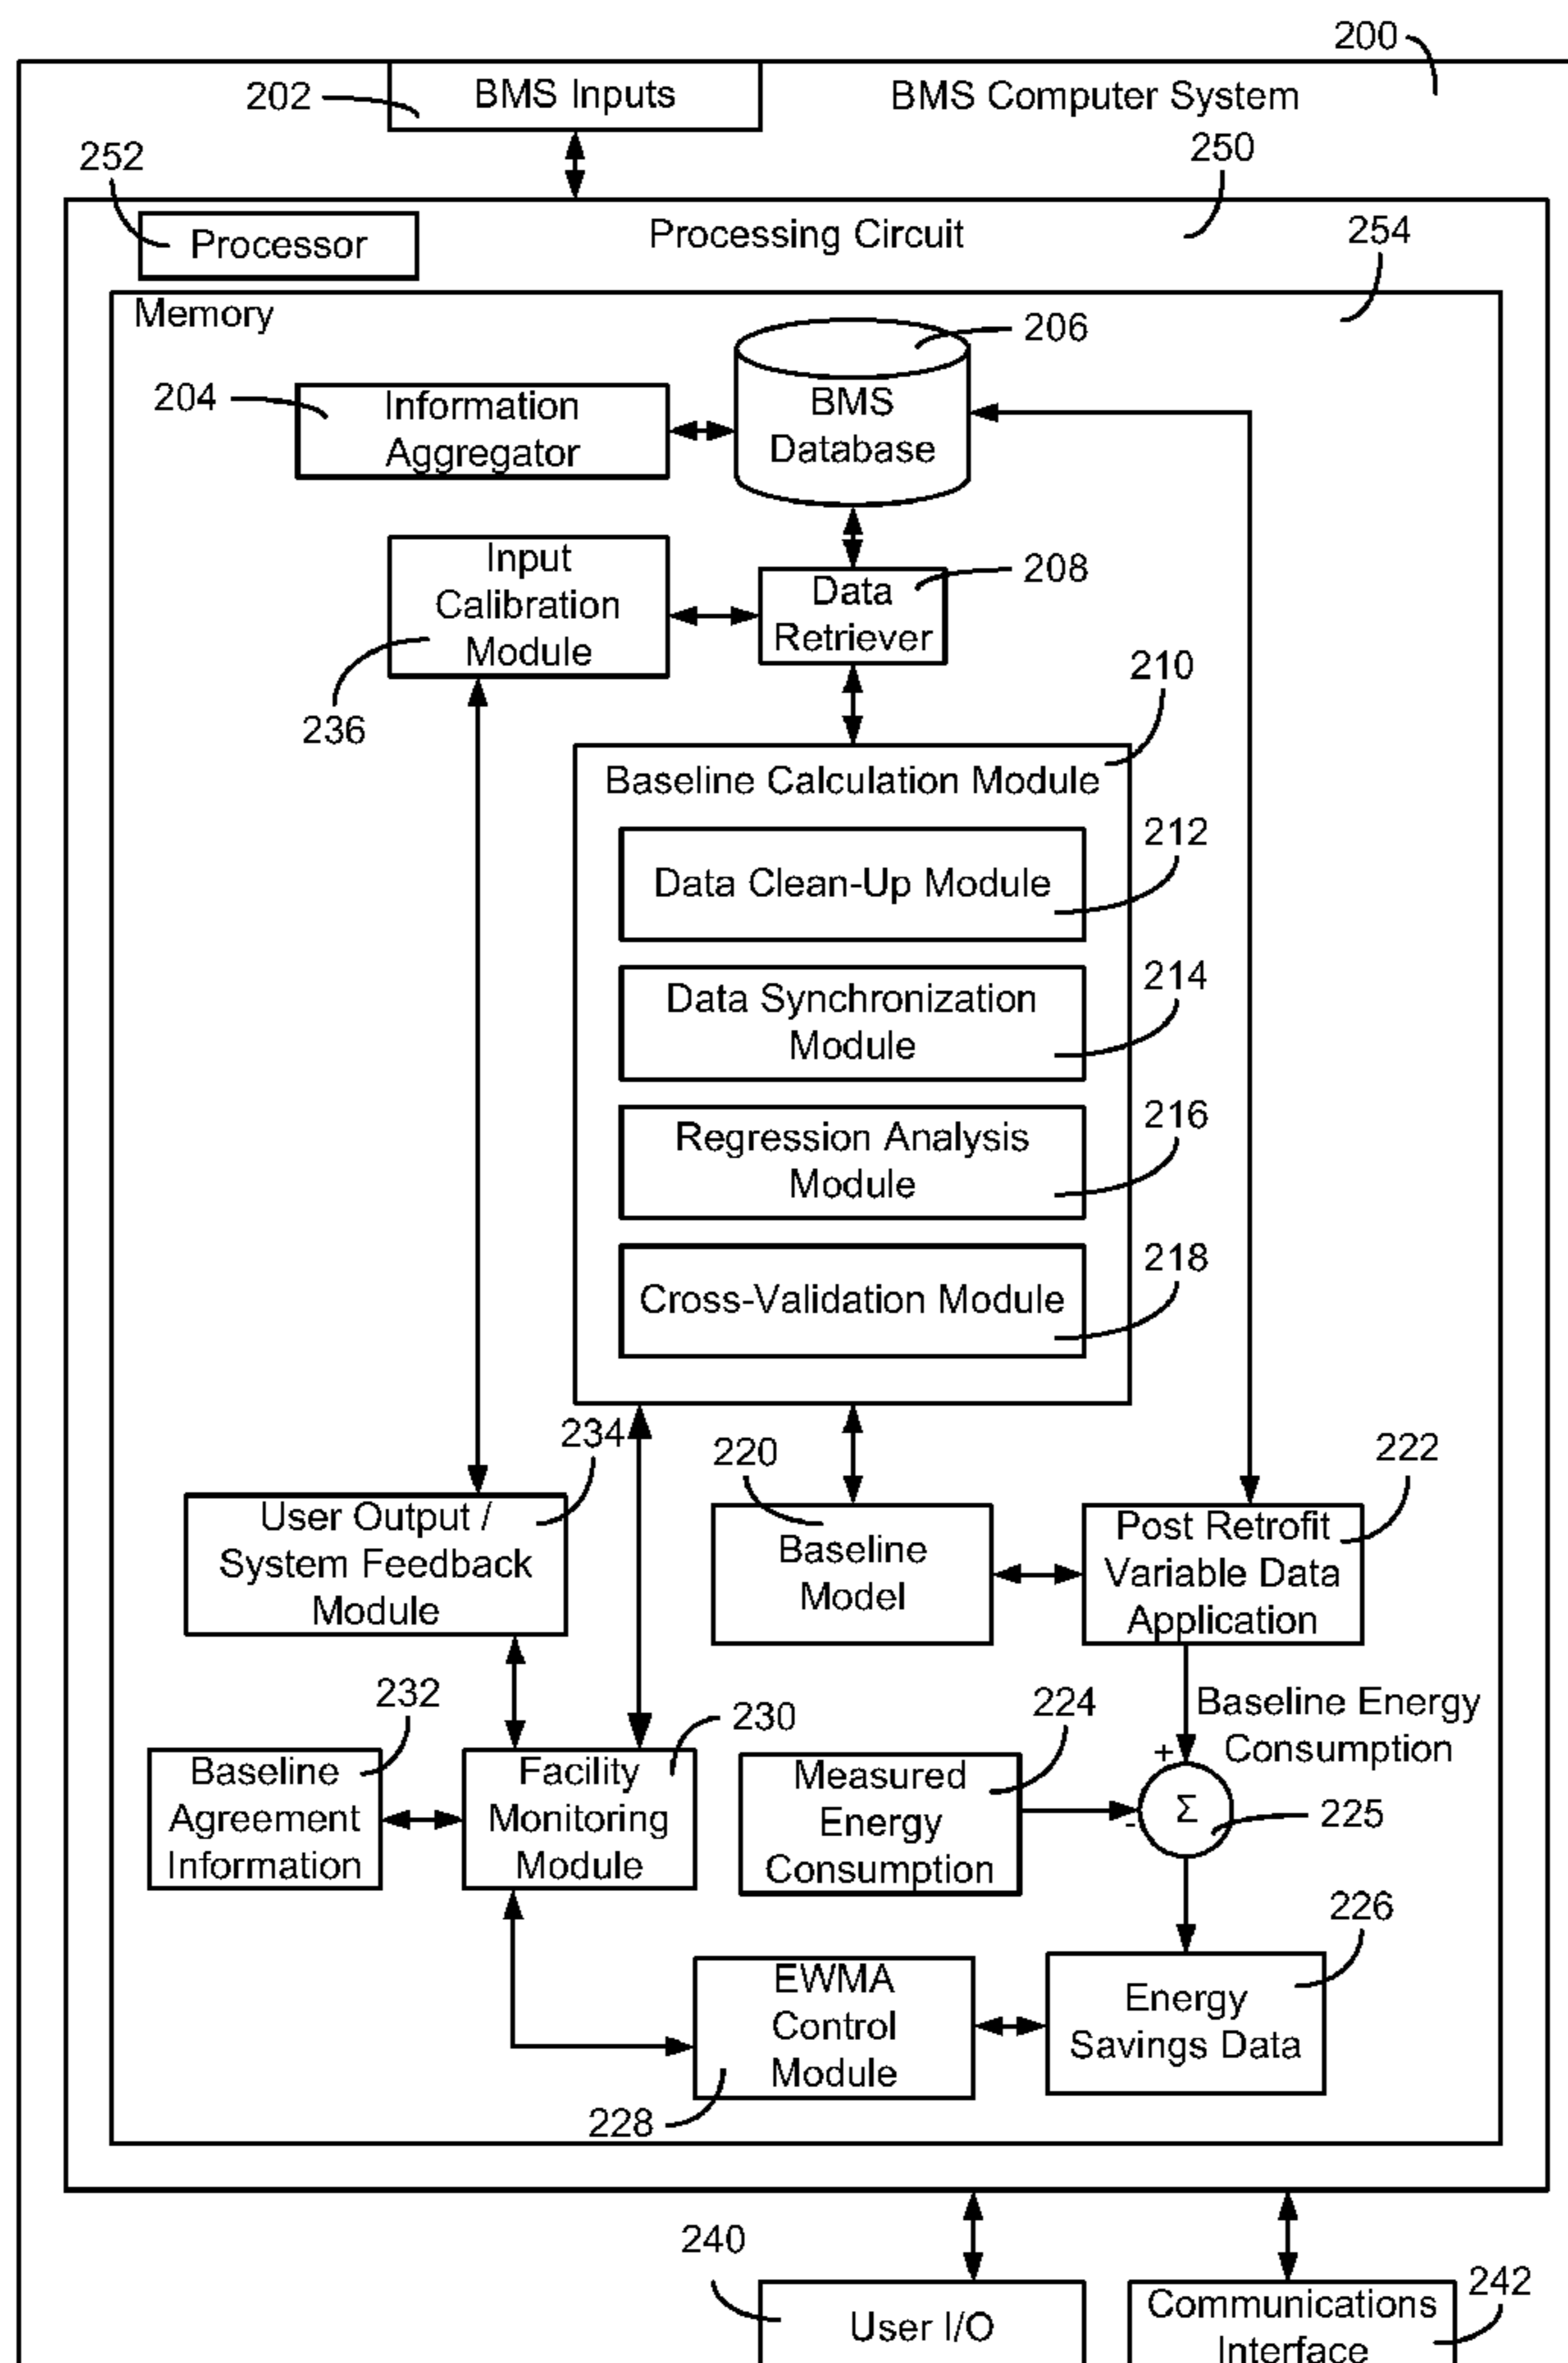 200
202
BMS Inputs
BMS Computer System
252
250
Processor
Processing Circuit
254
Memory
206
204
Information
Aggregator
BMS
Database
Input
Calibration
Module
Data
Retriever
208
236
210
Baseline Calculation Module
212
Data Clean-Up Module
214
Data Synchronization
Module
216
Regression Analysis
Module
218
Cross-Validation Module
234
220
222
User Output /
System Feedback
Module
Baseline
Model
Post Retrofit
Variable Data
Application
232
230
224
Baseline Energy
Consumption
Baseline
Agreement
Information
Facility
Monitoring
Module
Measured
Energy
Consumption
+
-
Σ
225
226
EWMA
Control
Module
Energy
Savings Data
228
240
242
User I/O
Communications
Interface